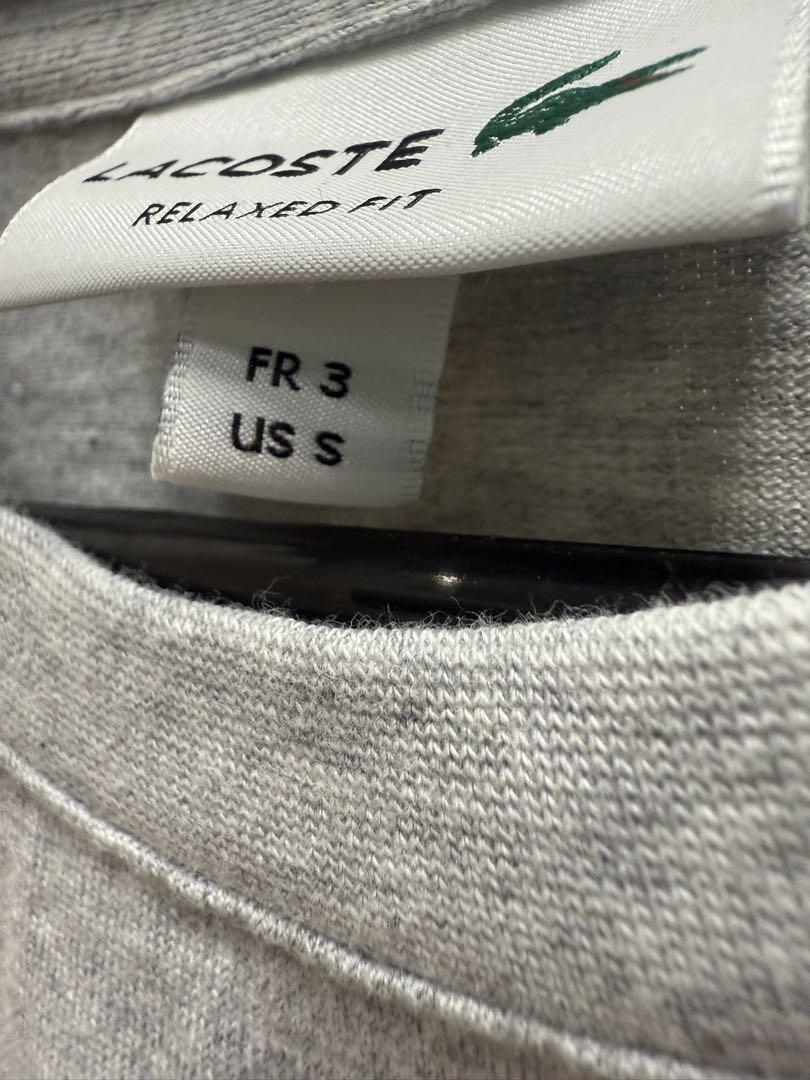 LACOSTE
RELAXED FIT
FR 3
US S